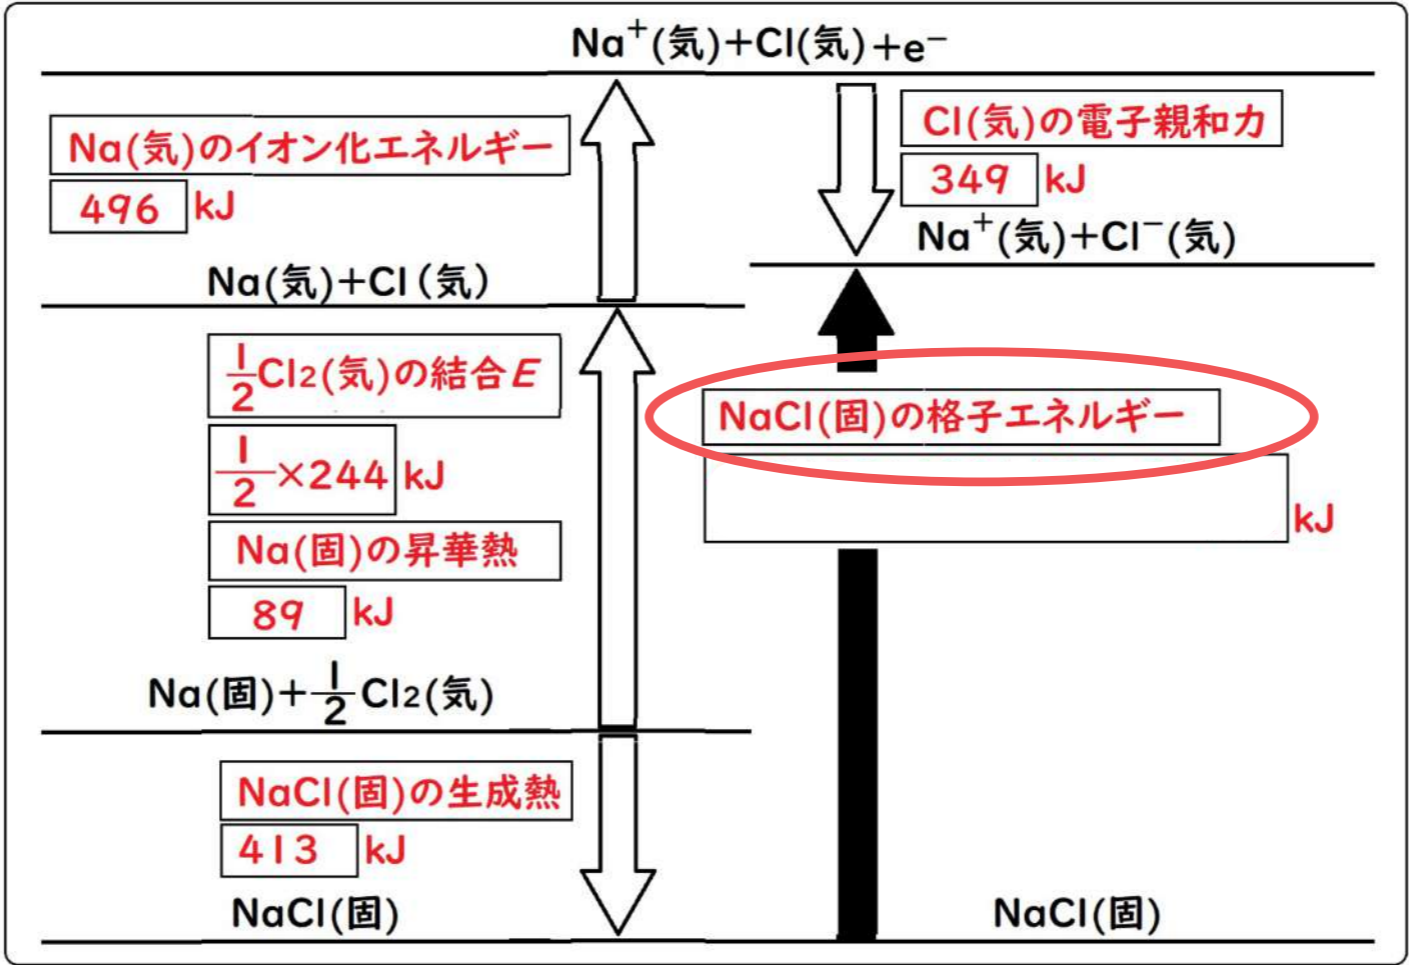 Na⁺(気)+Cl(気)+e⁻
Na(気)のイオン化エネルギー
496 kJ
Cl(気)の電子親和力
349 kJ
Na⁺(気)+Cl⁻(気)
Na(気)+Cl(気)
1/2 Cl₂(気)の結合E
1/2×244 kJ
Na(固)の昇華熱
89 kJ
NaCl(固)の格子エネルギー
kJ
Na(固)+1/2 Cl₂(気)
NaCl(固)の生成熱
413 kJ
NaCl(固)
NaCl(固)